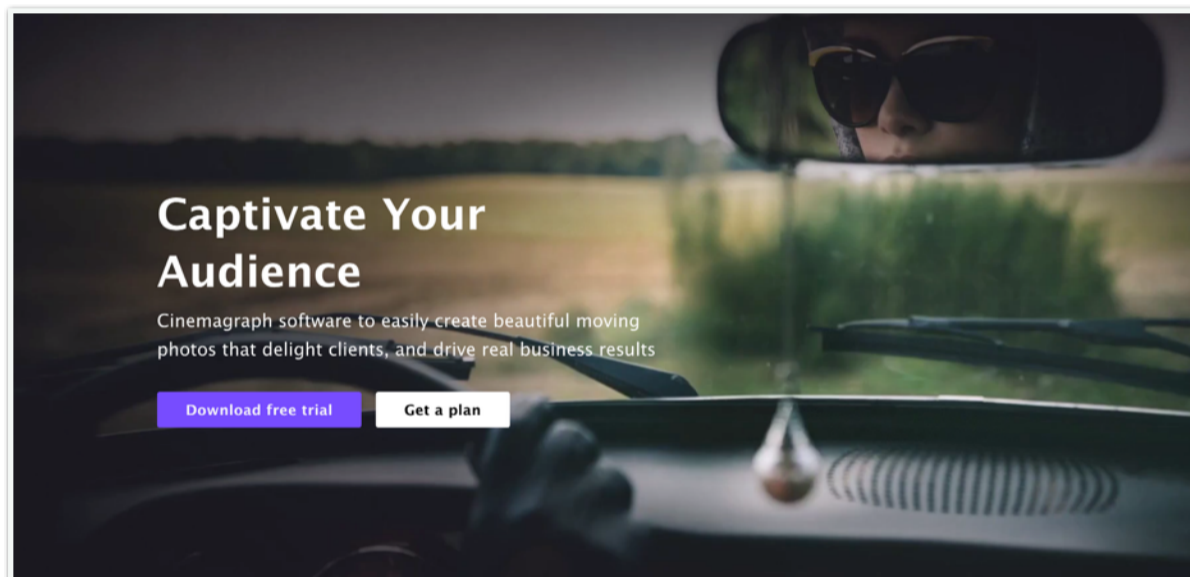 Captivate Your
Audience
Cinemagraph software to easily create beautiful moving
photos that delight clients, and drive real business results
Download free trial
Get a plan